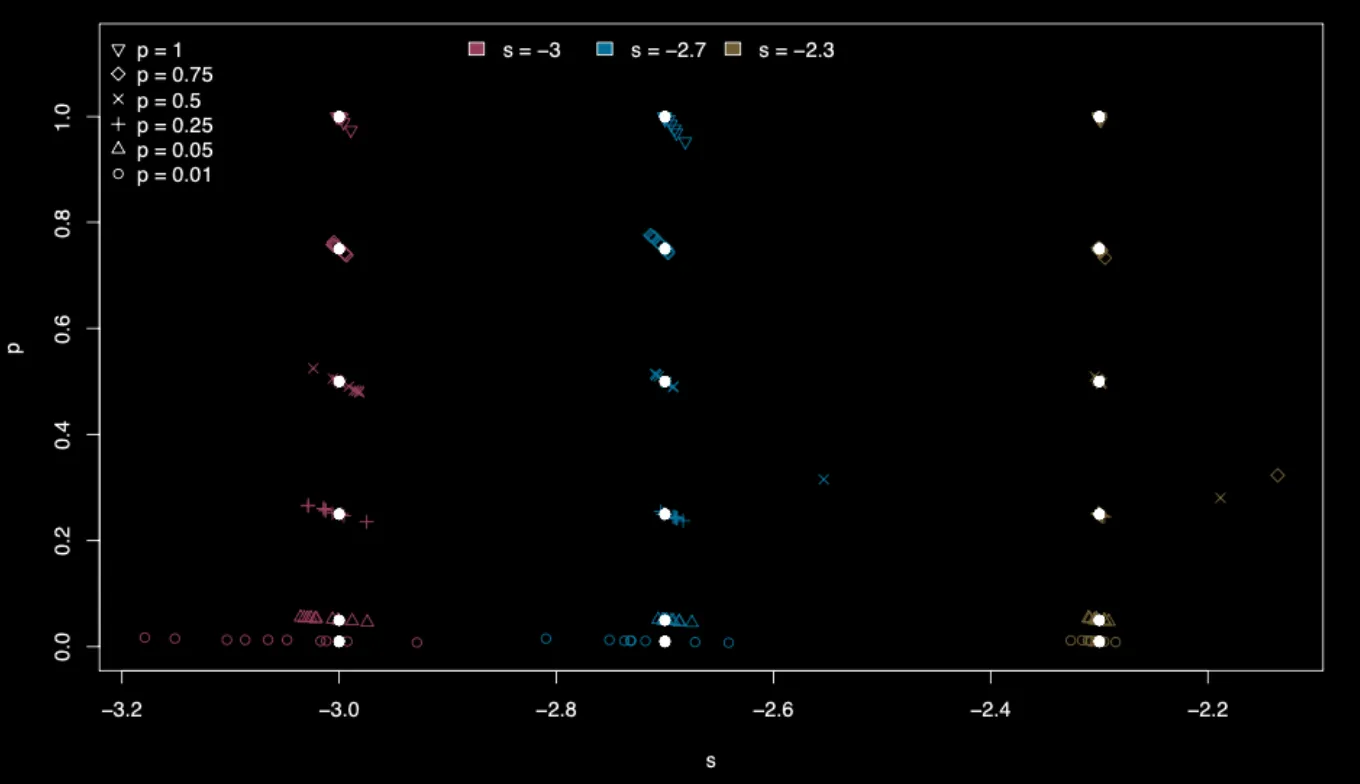 p = 1
p = 0.75
p = 0.5
p = 0.25
p = 0.05
p = 0.01
s = −3
s = −2.7
s = −2.3
1.0
0.8
0.6
0.4
0.2
0.0
p
−3.2
−3.0
−2.8
−2.6
−2.4
−2.2
s